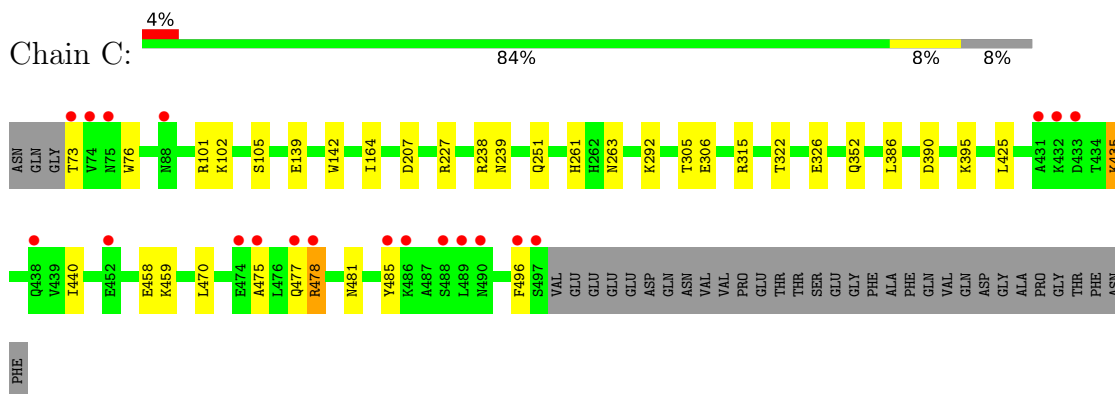 4%
Chain C:
84% 8% 8%
ASN GLN GLY T73 V74 N75 W76 N88 R101 K102 S105 E139 W142 I164 D207 R227 R238 N239 Q251 H261 H262 N263 K292 T305 E306 R315 T322 E326 Q352 L386 D390 K395 L425 A431 K432 D433 T434 K435
Q438 V439 I440 E452 E458 K459 L470 E474 A475 L476 Q477 R478 N481 Y485 K486 A487 S488 L489 N490 F496 S497 VAL GLU GLU GLU GLU ASP GLN ASN VAL VAL PRO GLU THR THR SER GLU GLY PHE ALA PHE GLN VAL GLN ASP GLY ALA PRO GLY THR PHE ASN
PHE